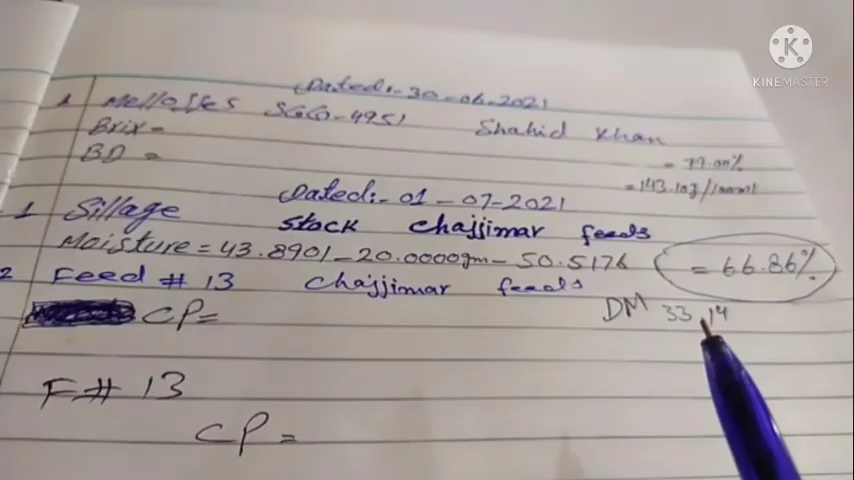 KINEMASTER
Dated:- 30-06-2021
1 Mellosses SGO-4951 Shahid Khan
Brix= = 77.00%
BD = =143.10g/100ml
Dated:- 01-07-2021
1 Sillage stock chajjimar feeds
Moisture = 43.8901-20.0000gm-50.5176 = 66.86%
2 Feed # 13 chajjimar feeds
DM 33.14
CP=
F# 13
CP =